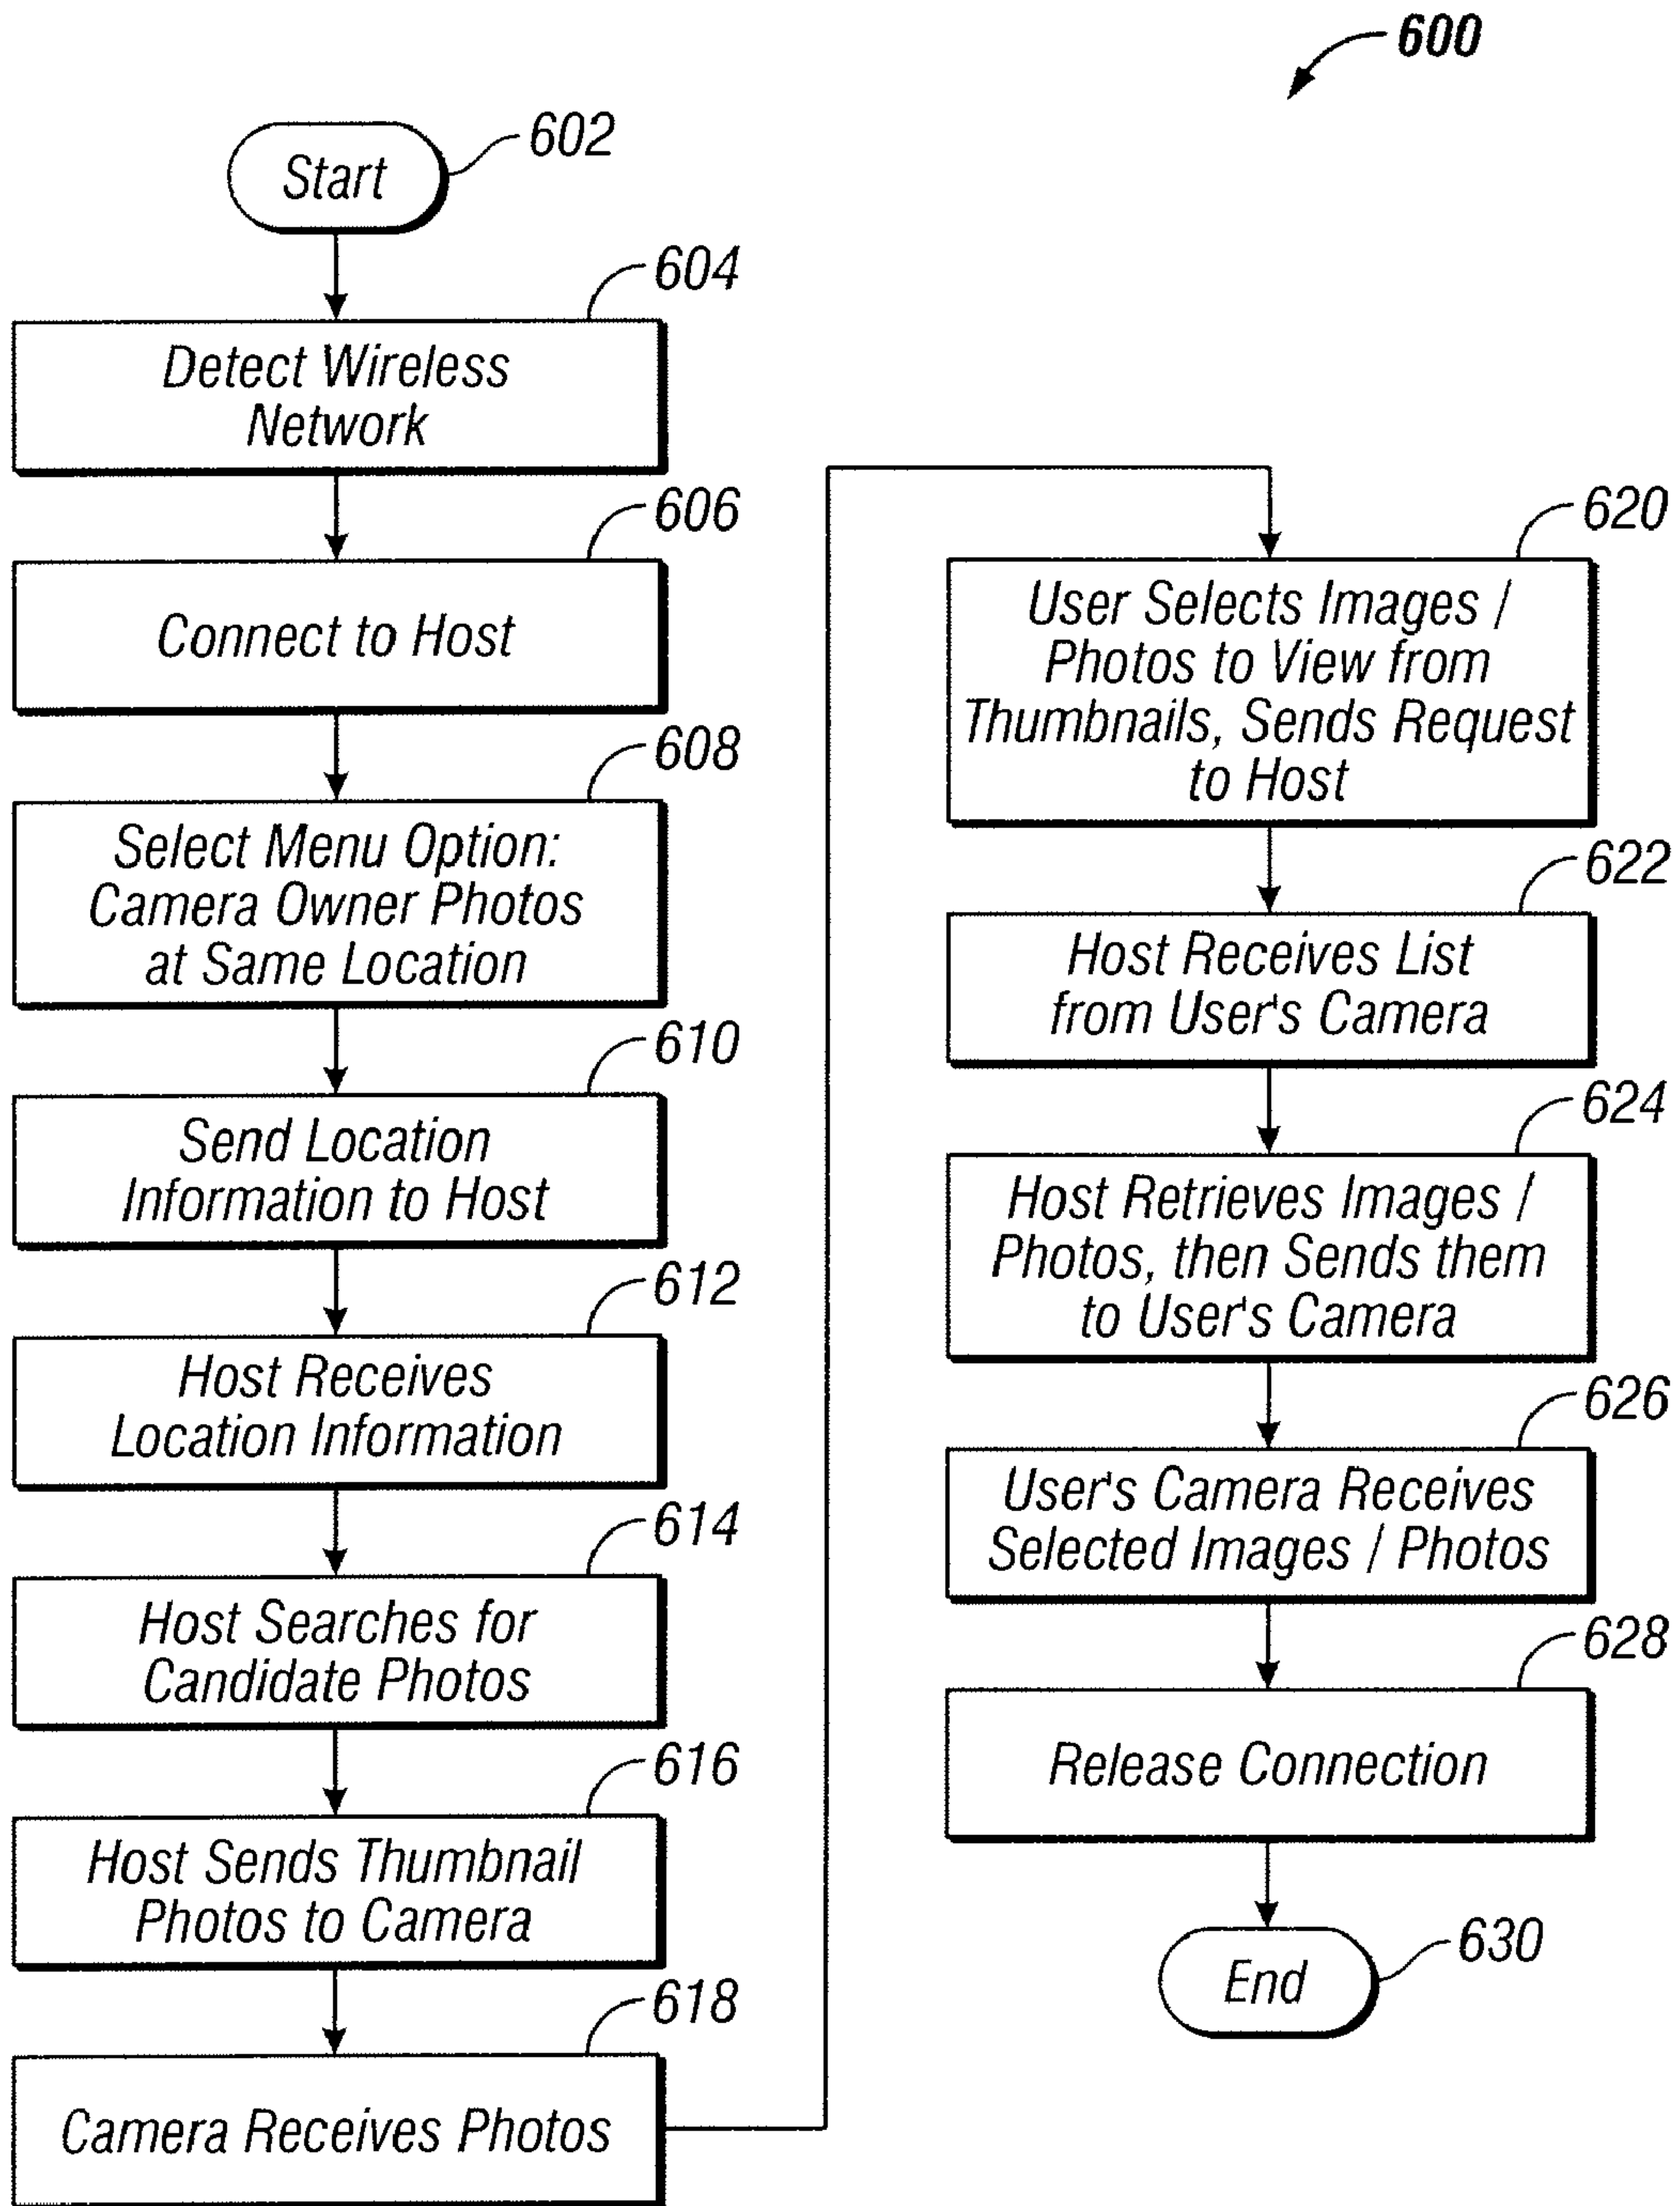 600
602
Start
604
Detect Wireless
Network
606
Connect to Host
608
Select Menu Option:
Camera Owner Photos
at Same Location
610
Send Location
Information to Host
612
Host Receives
Location Information
614
Host Searches for
Candidate Photos
616
Host Sends Thumbnail
Photos to Camera
618
Camera Receives Photos
620
User Selects Images /
Photos to View from
Thumbnails, Sends Request
to Host
622
Host Receives List
from User's Camera
624
Host Retrieves Images /
Photos, then Sends them
to User's Camera
626
User's Camera Receives
Selected Images / Photos
628
Release Connection
630
End